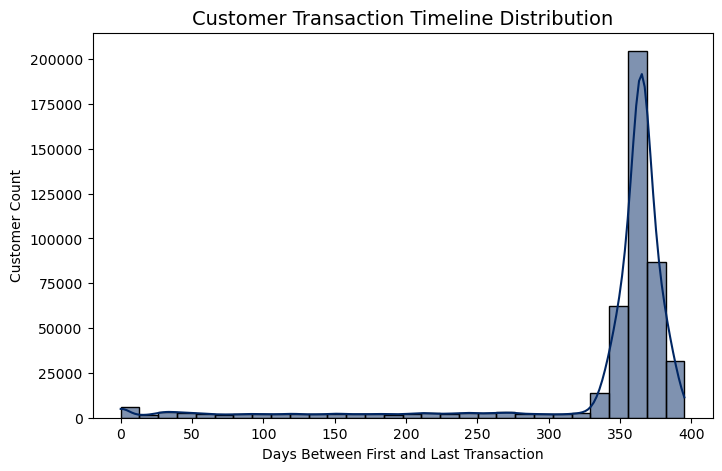 Customer Transaction Timeline Distribution
Customer Count
200000
175000
150000
125000
100000
75000
50000
25000
0
0 50 100 150 200 250 300 350 400
Days Between First and Last Transaction